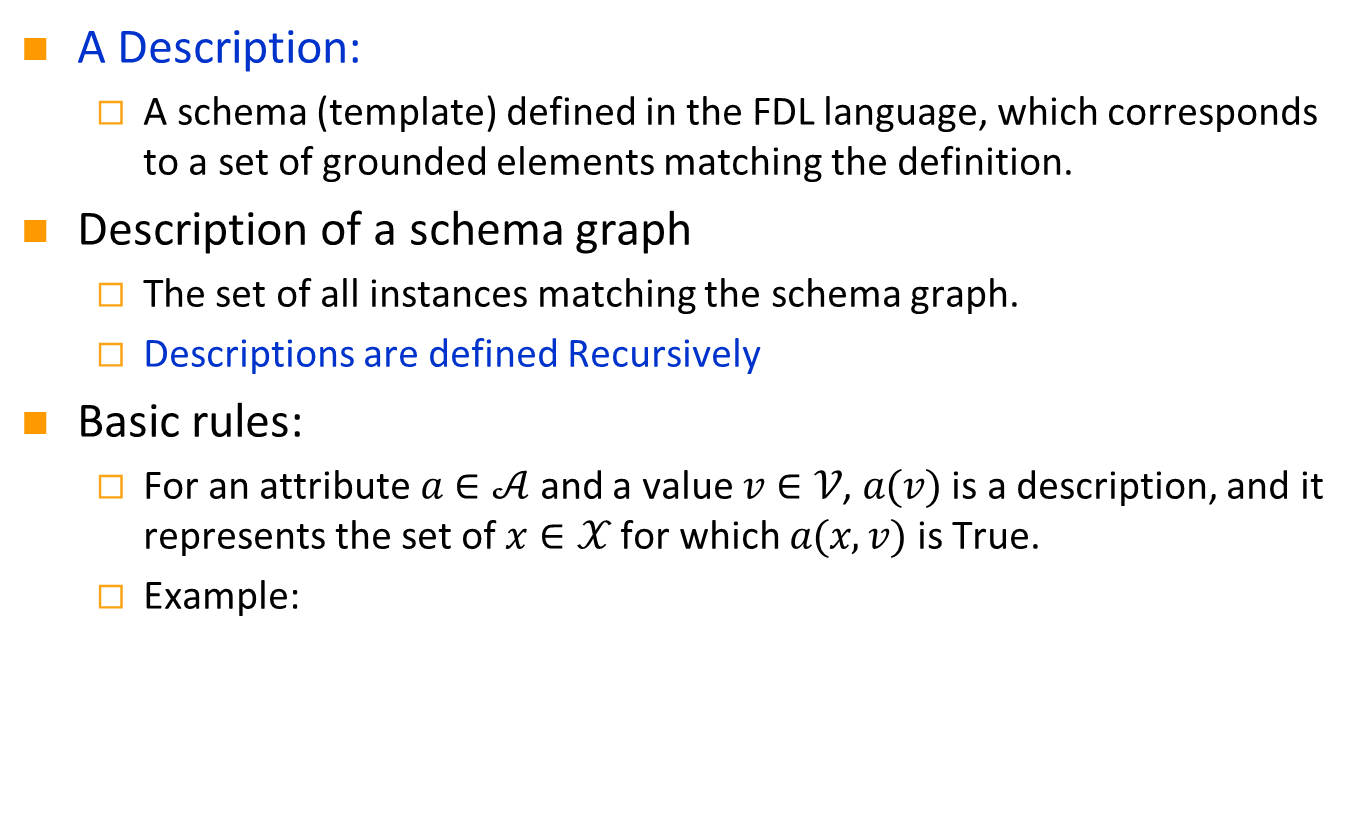 A Description:
A schema (template) defined in the FDL language, which corresponds
to a set of grounded elements matching the definition.
Description of a schema graph
The set of all instances matching the schema graph.
Descriptions are defined Recursively
Basic rules:
For an attribute 𝑎 ∈ 𝒜 and a value 𝑣 ∈ 𝒱, 𝑎(𝑣) is a description, and it
represents the set of 𝑥 ∈ 𝒳 for which 𝑎(𝑥, 𝑣) is True.
Example: